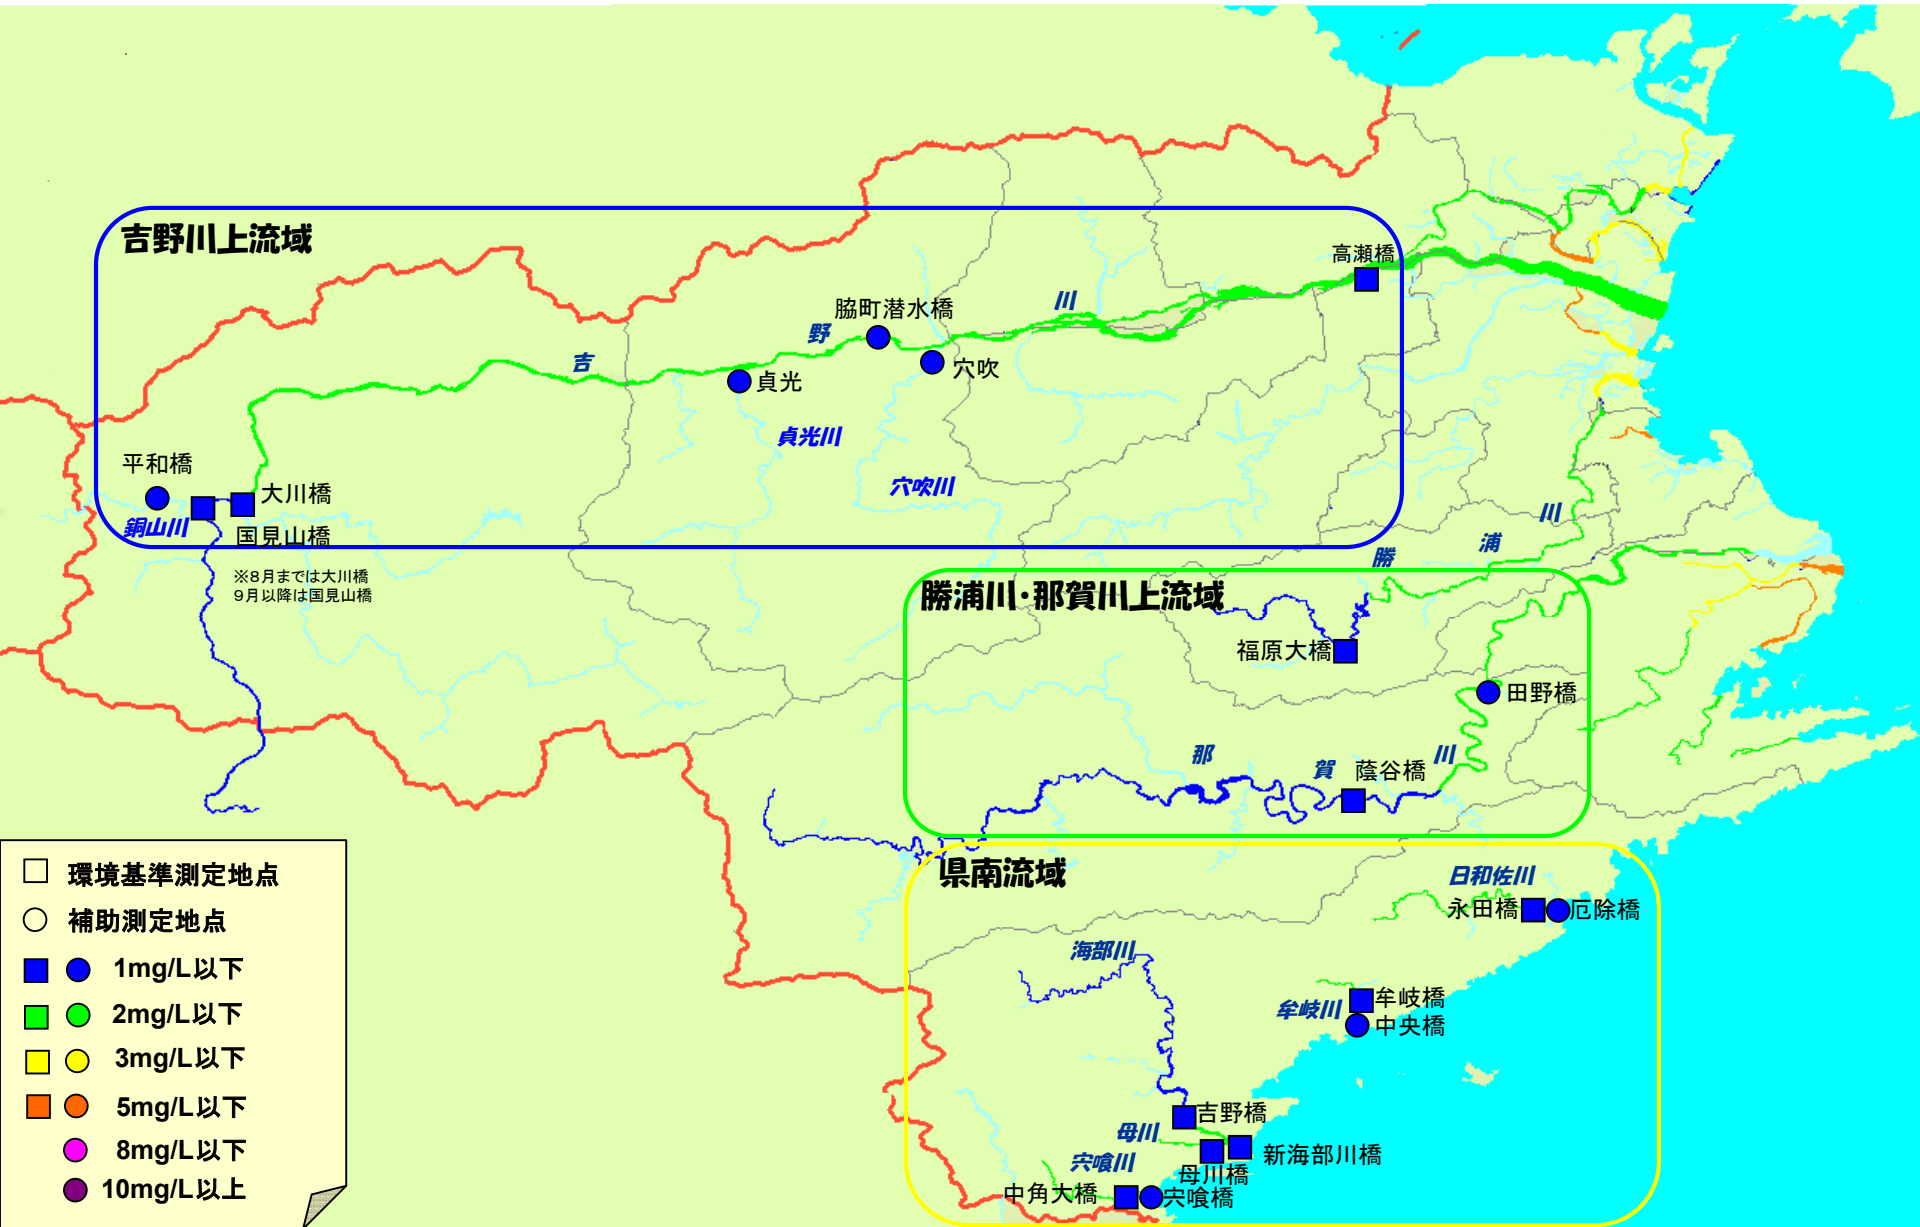 吉野川上流域
高瀬橋
脇町潜水橋
川
野
吉
穴吹
貞光
貞光川
穴吹川
平和橋
大川橋
銅山川
国見山橋
※8月までは大川橋
9月以降は国見山橋
川
浦
勝
勝浦川・那賀川上流域
福原大橋
田野橋
那
賀
川
蔭谷橋
県南流域
日和佐川
永田橋
厄除橋
海部川
牟岐川
牟岐橋
中央橋
吉野橋
母川
新海部川橋
母川橋
宍喰川
中角大橋
宍喰橋
環境基準測定地点
補助測定地点
1mg/L以下
2mg/L以下
3mg/L以下
5mg/L以下
8mg/L以下
10mg/L以上